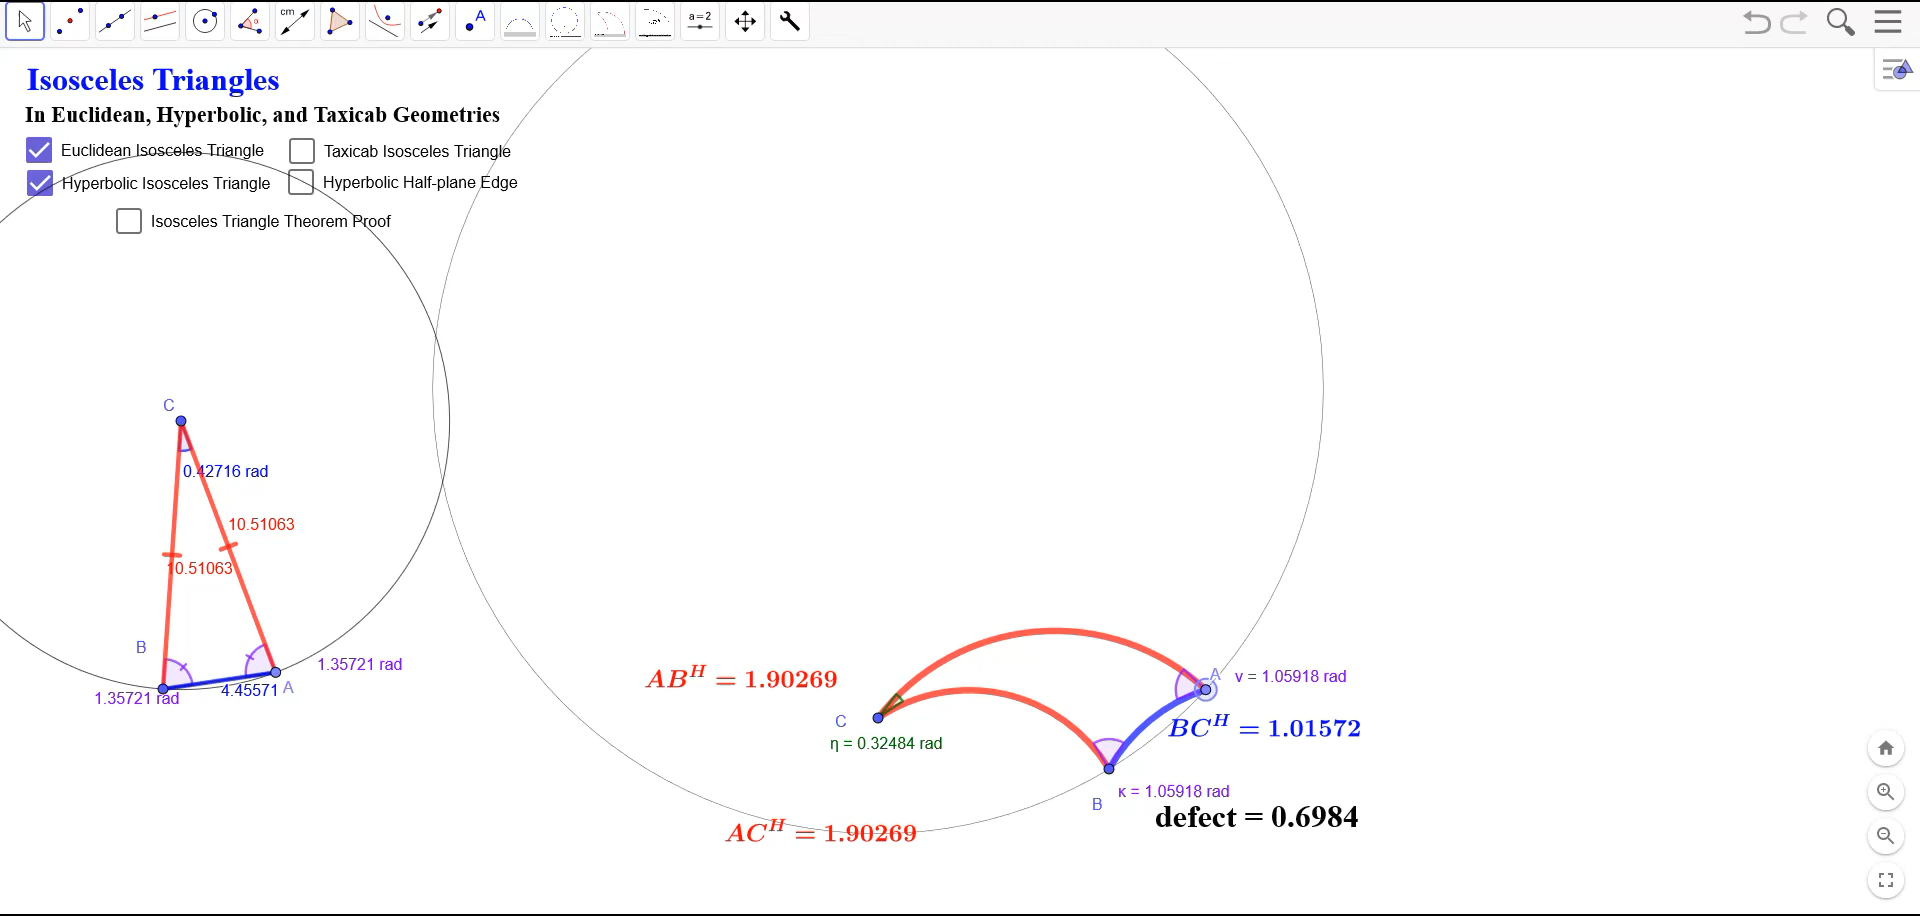 cm
α
A
a=2
Isosceles Triangles
In Euclidean, Hyperbolic, and Taxicab Geometries
Euclidean Isosceles Triangle
Taxicab Isosceles Triangle
Hyperbolic Isosceles Triangle
Hyperbolic Half-plane Edge
Isosceles Triangle Theorem Proof
C
0.42716 rad
10.51063
10.51063
B
1.35721 rad
A
4.45571
1.35721 rad
AB^H = 1.90269
A
ν = 1.05918 rad
C
BC^H = 1.01572
η = 0.32484 rad
κ = 1.05918 rad
B
defect = 0.6984
AC^H = 1.90269